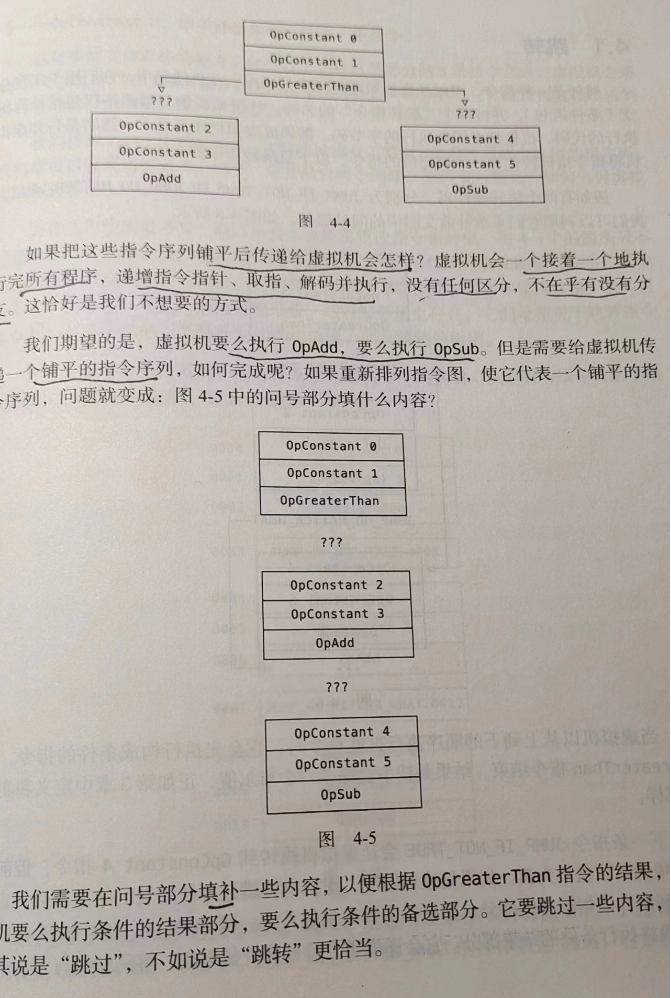 OpConstant 0
OpConstant 1
OpGreaterThan
???
???
OpConstant 2
OpConstant 3
OpAdd
OpConstant 4
OpConstant 5
OpSub
图 4-4
如果把这些指令序列铺平后传递给虚拟机会怎样?虚拟机会一个接着一个地执
行完所有程序,递增指令指针、取指、解码并执行,没有任何区分,不在乎有没有分
支。这恰好是我们不想要的方式。
我们期望的是,虚拟机要么执行 OpAdd,要么执行 OpSub。但是需要给虚拟机传
递一个铺平的指令序列,如何完成呢?如果重新排列指令图,使它代表一个铺平的指
令序列,问题就变成:图 4-5 中的问号部分填什么内容?
OpConstant 0
OpConstant 1
OpGreaterThan
???
OpConstant 2
OpConstant 3
OpAdd
???
OpConstant 4
OpConstant 5
OpSub
图 4-5
我们需要在问号部分填补一些内容,以便根据 OpGreaterThan 指令的结果,
机要么执行条件的结果部分,要么执行条件的备选部分。它要跳过一些内容,
其说是“跳过”,不如说是“跳转”更恰当。